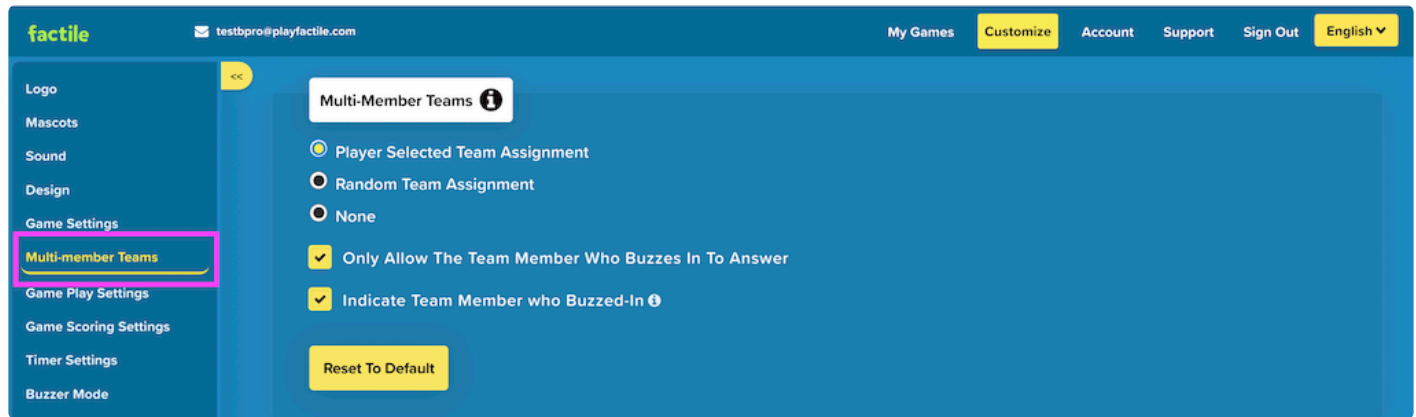 factile
testbpro@playfactile.com
My Games
Customize
Account
Support
Sign Out
English
<<
Logo
Mascots
Sound
Design
Game Settings
Multi-member Teams
Game Play Settings
Game Scoring Settings
Timer Settings
Buzzer Mode
Multi-Member Teams
Player Selected Team Assignment
Random Team Assignment
None
Only Allow The Team Member Who Buzzes In To Answer
Indicate Team Member who Buzzed-In
Reset To Default